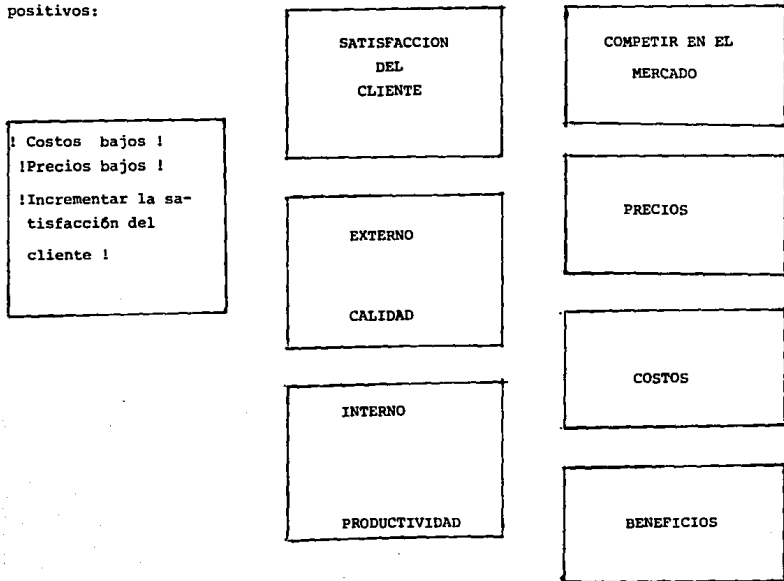 positivos:
! Costos bajos !
!Precios bajos !
!Incrementar la sa-
tisfacción del
cliente !
SATISFACCION
DEL
CLIENTE
EXTERNO
CALIDAD
INTERNO
PRODUCTIVIDAD
COMPETIR EN EL
MERCADO
PRECIOS
COSTOS
BENEFICIOS